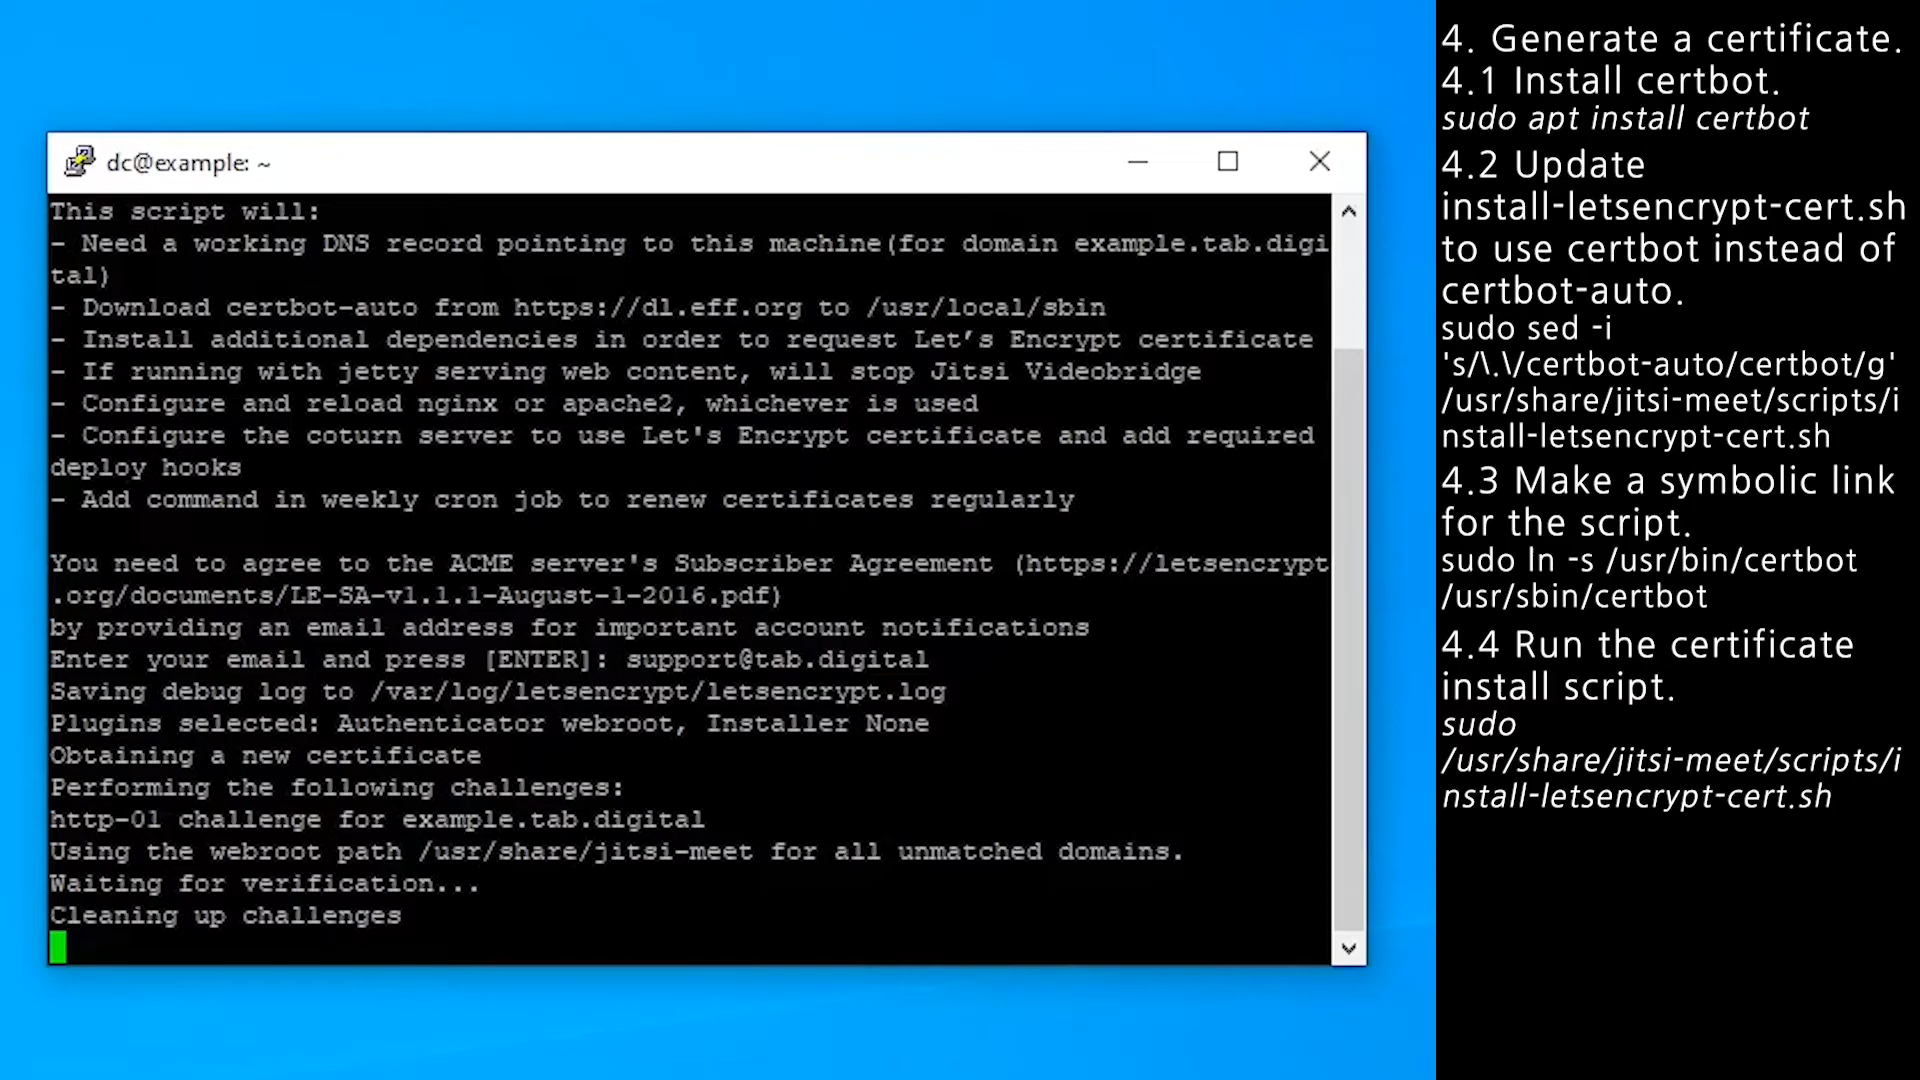 dc@example: ~
This script will:
- Need a working DNS record pointing to this machine(for domain example.tab.digi
tal)
- Download certbot-auto from https://dl.eff.org to /usr/local/sbin
- Install additional dependencies in order to request Let’s Encrypt certificate
- If running with jetty serving web content, will stop Jitsi Videobridge
- Configure and reload nginx or apache2, whichever is used
- Configure the coturn server to use Let's Encrypt certificate and add required
deploy hooks
- Add command in weekly cron job to renew certificates regularly
You need to agree to the ACME server's Subscriber Agreement (https://letsencrypt
.org/documents/LE-SA-v1.1.1-August-1-2016.pdf)
by providing an email address for important account notifications
Enter your email and press [ENTER]: support@tab.digital
Saving debug log to /var/log/letsencrypt/letsencrypt.log
Plugins selected: Authenticator webroot, Installer None
Obtaining a new certificate
Performing the following challenges:
http-01 challenge for example.tab.digital
Using the webroot path /usr/share/jitsi-meet for all unmatched domains.
Waiting for verification...
Cleaning up challenges
4. Generate a certificate.
4.1 Install certbot.
sudo apt install certbot
4.2 Update
install-letsencrypt-cert.sh
to use certbot instead of
certbot-auto.
sudo sed -i
's/\.\/certbot-auto/certbot/g'
/usr/share/jitsi-meet/scripts/i
nstall-letsencrypt-cert.sh
4.3 Make a symbolic link
for the script.
sudo ln -s /usr/bin/certbot
/usr/sbin/certbot
4.4 Run the certificate
install script.
sudo
/usr/share/jitsi-meet/scripts/i
nstall-letsencrypt-cert.sh